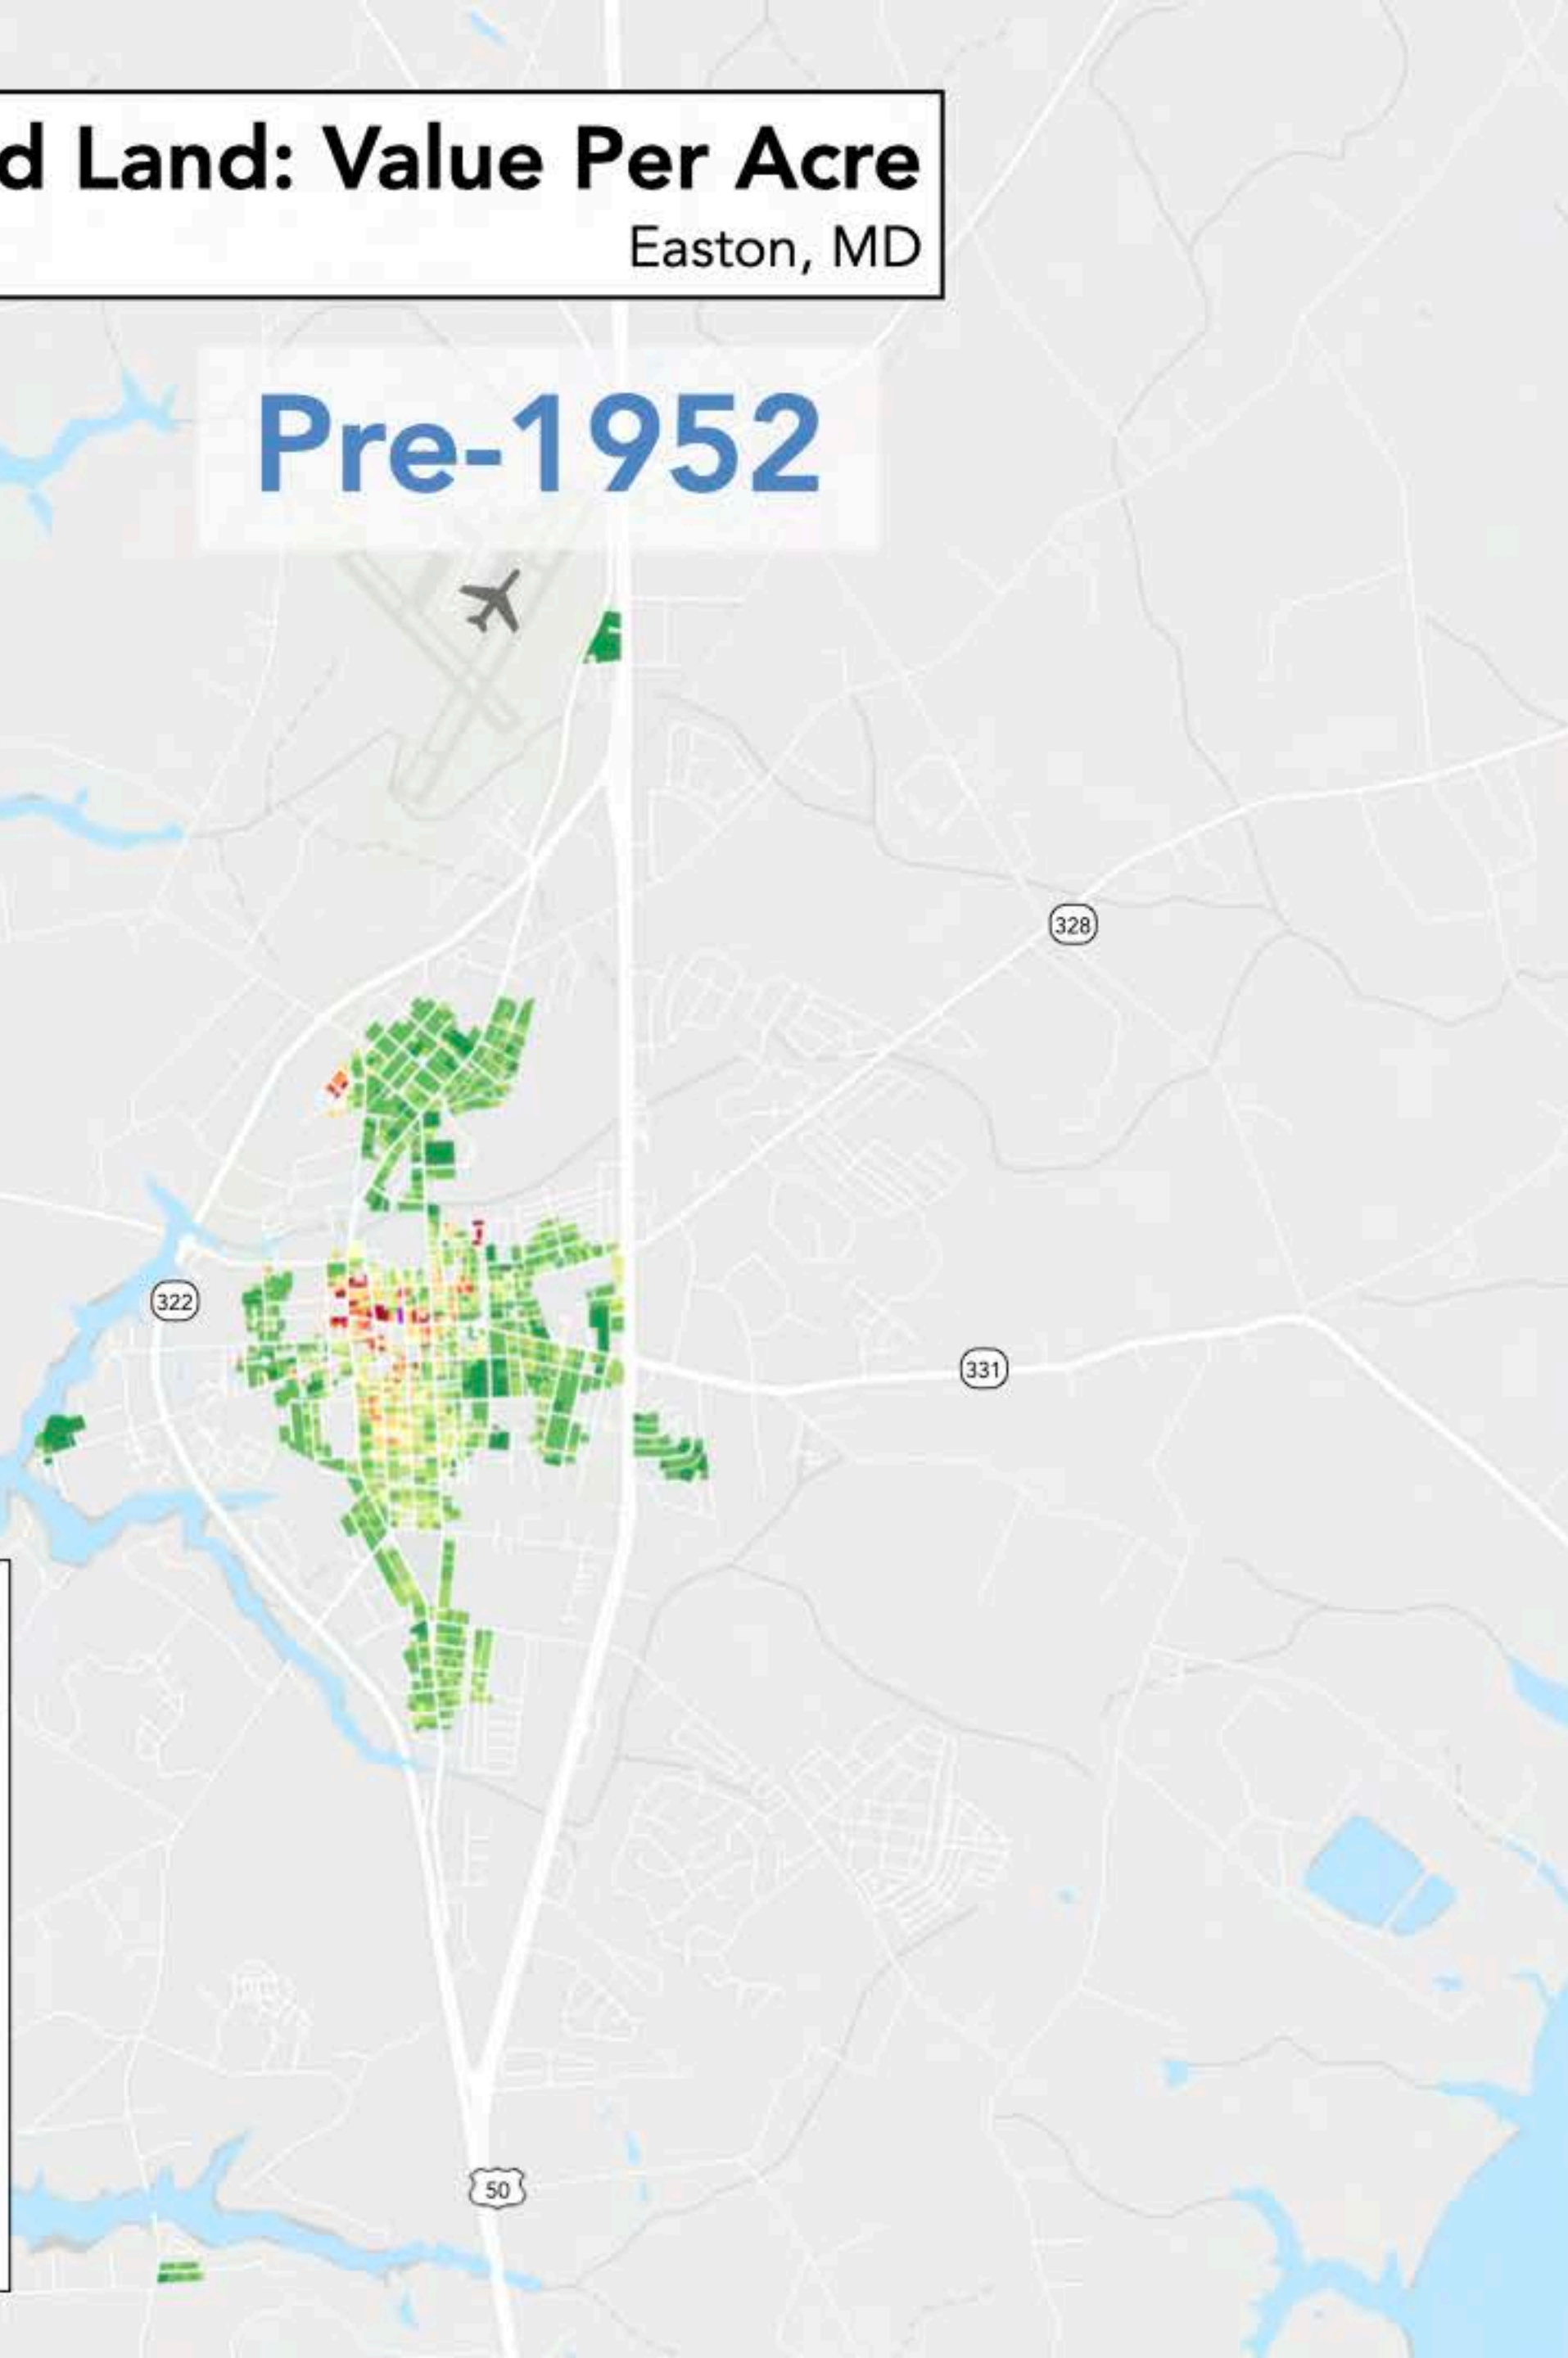 d Land: Value Per Acre
Easton, MD
Pre-1952
328
322
331
50